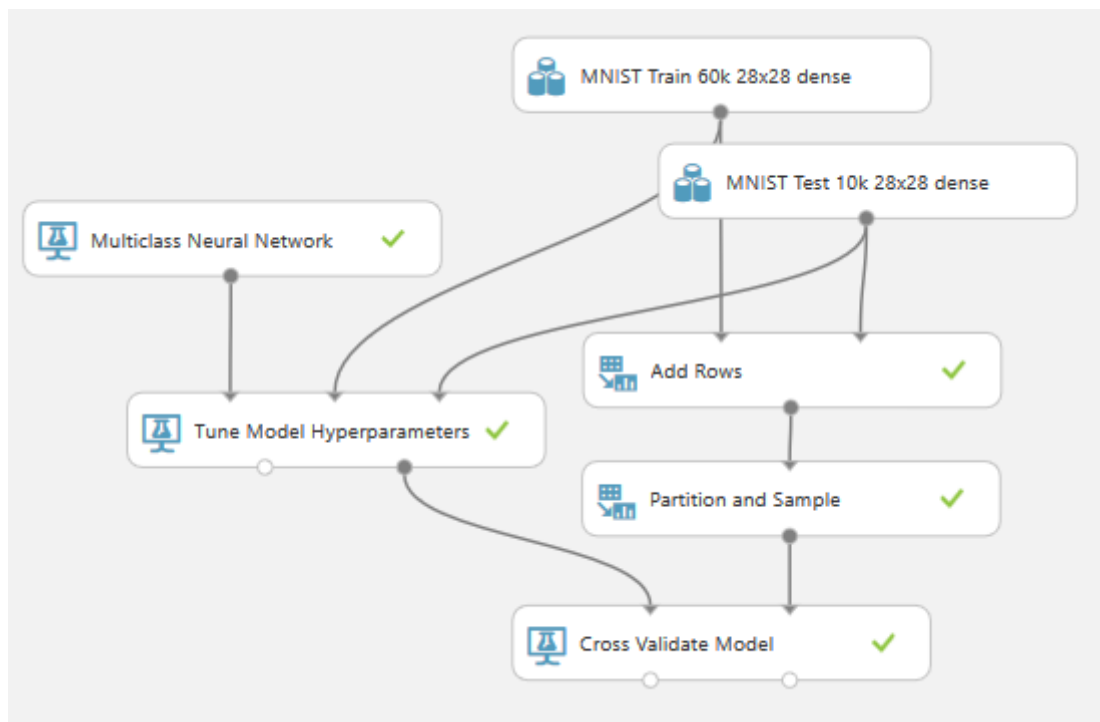 MNIST Train 60k 28x28 dense
MNIST Test 10k 28x28 dense
Multiclass Neural Network
Add Rows
Tune Model Hyperparameters
Partition and Sample
Cross Validate Model